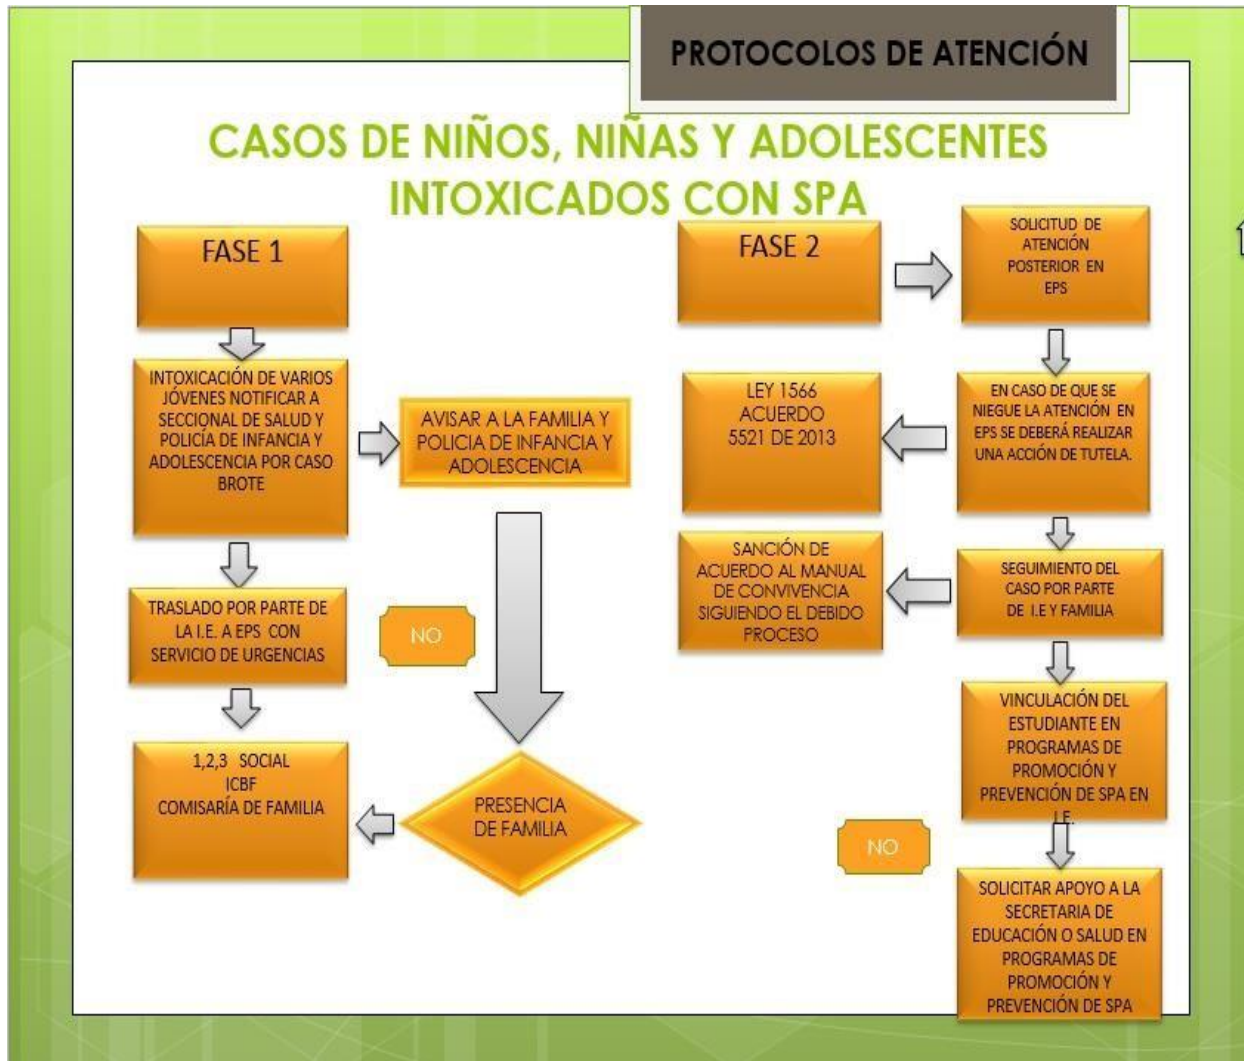 PROTOCOLOS DE ATENCIÓN
CASOS DE NIÑOS, NIÑAS Y ADOLESCENTES
INTOXICADOS CON SPA
FASE 1
INTOXICACIÓN DE VARIOS
JÓVENES NOTIFICAR A
SECCIONAL DE SALUD Y
POLICÍA DE INFANCIA Y
ADOLESCENCIA POR CASO
BROTE
AVISAR A LA FAMILIA Y
POLICIA DE INFANCIA Y
ADOLESCENCIA
TRASLADO POR PARTE DE
LA I.E. A EPS CON
SERVICIO DE URGENCIAS
NO
1,2,3 SOCIAL
ICBF
COMISARÍA DE FAMILIA
PRESENCIA
DE FAMILIA
FASE 2
SOLICITUD DE
ATENCIÓN
POSTERIOR EN
EPS
LEY 1566
ACUERDO
5521 DE 2013
EN CASO DE QUE SE
NIEGUE LA ATENCIÓN EN
EPS SE DEBERÁ REALIZAR
UNA ACCIÓN DE TUTELA.
SANCIÓN DE
ACUERDO AL MANUAL
DE CONVIVENCIA
SIGUIENDO EL DEBIDO
PROCESO
SEGUIMIENTO DEL
CASO POR PARTE
DE I.E Y FAMILIA
VINCULACIÓN DEL
ESTUDIANTE EN
PROGRAMAS DE
PROMOCIÓN Y
PREVENCIÓN DE SPA EN
I.E.
NO
SOLICITAR APOYO A LA
SECRETARIA DE
EDUCACIÓN O SALUD EN
PROGRAMAS DE
PROMOCIÓN Y
PREVENCIÓN DE SPA